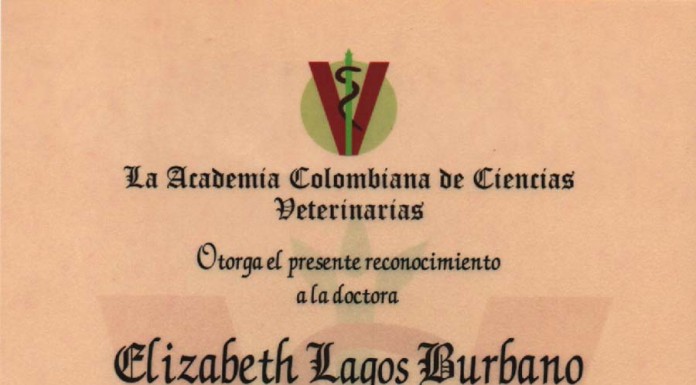 La Academia Colombiana de Ciencias
Veterinarias
Otorga el presente reconocimiento
a la doctora
Elizabeth Lagos Burbano